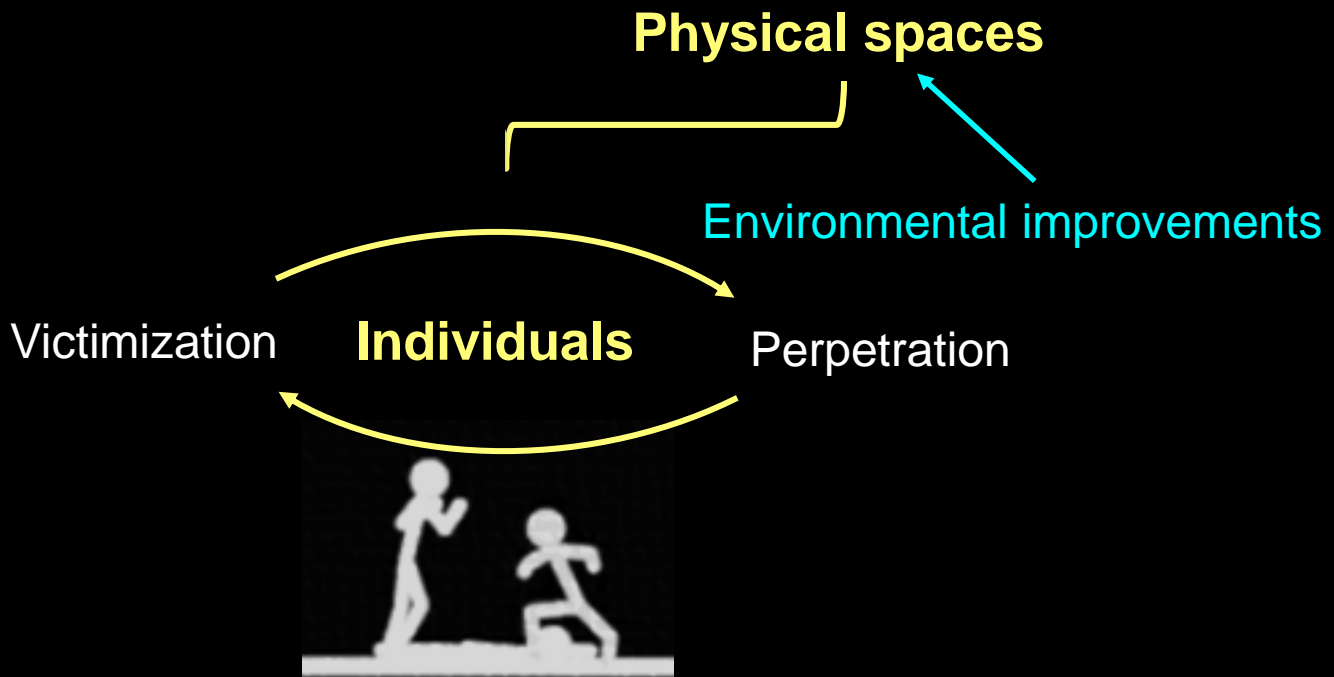 Physical spaces
Environmental improvements
Victimization
Individuals
Perpetration